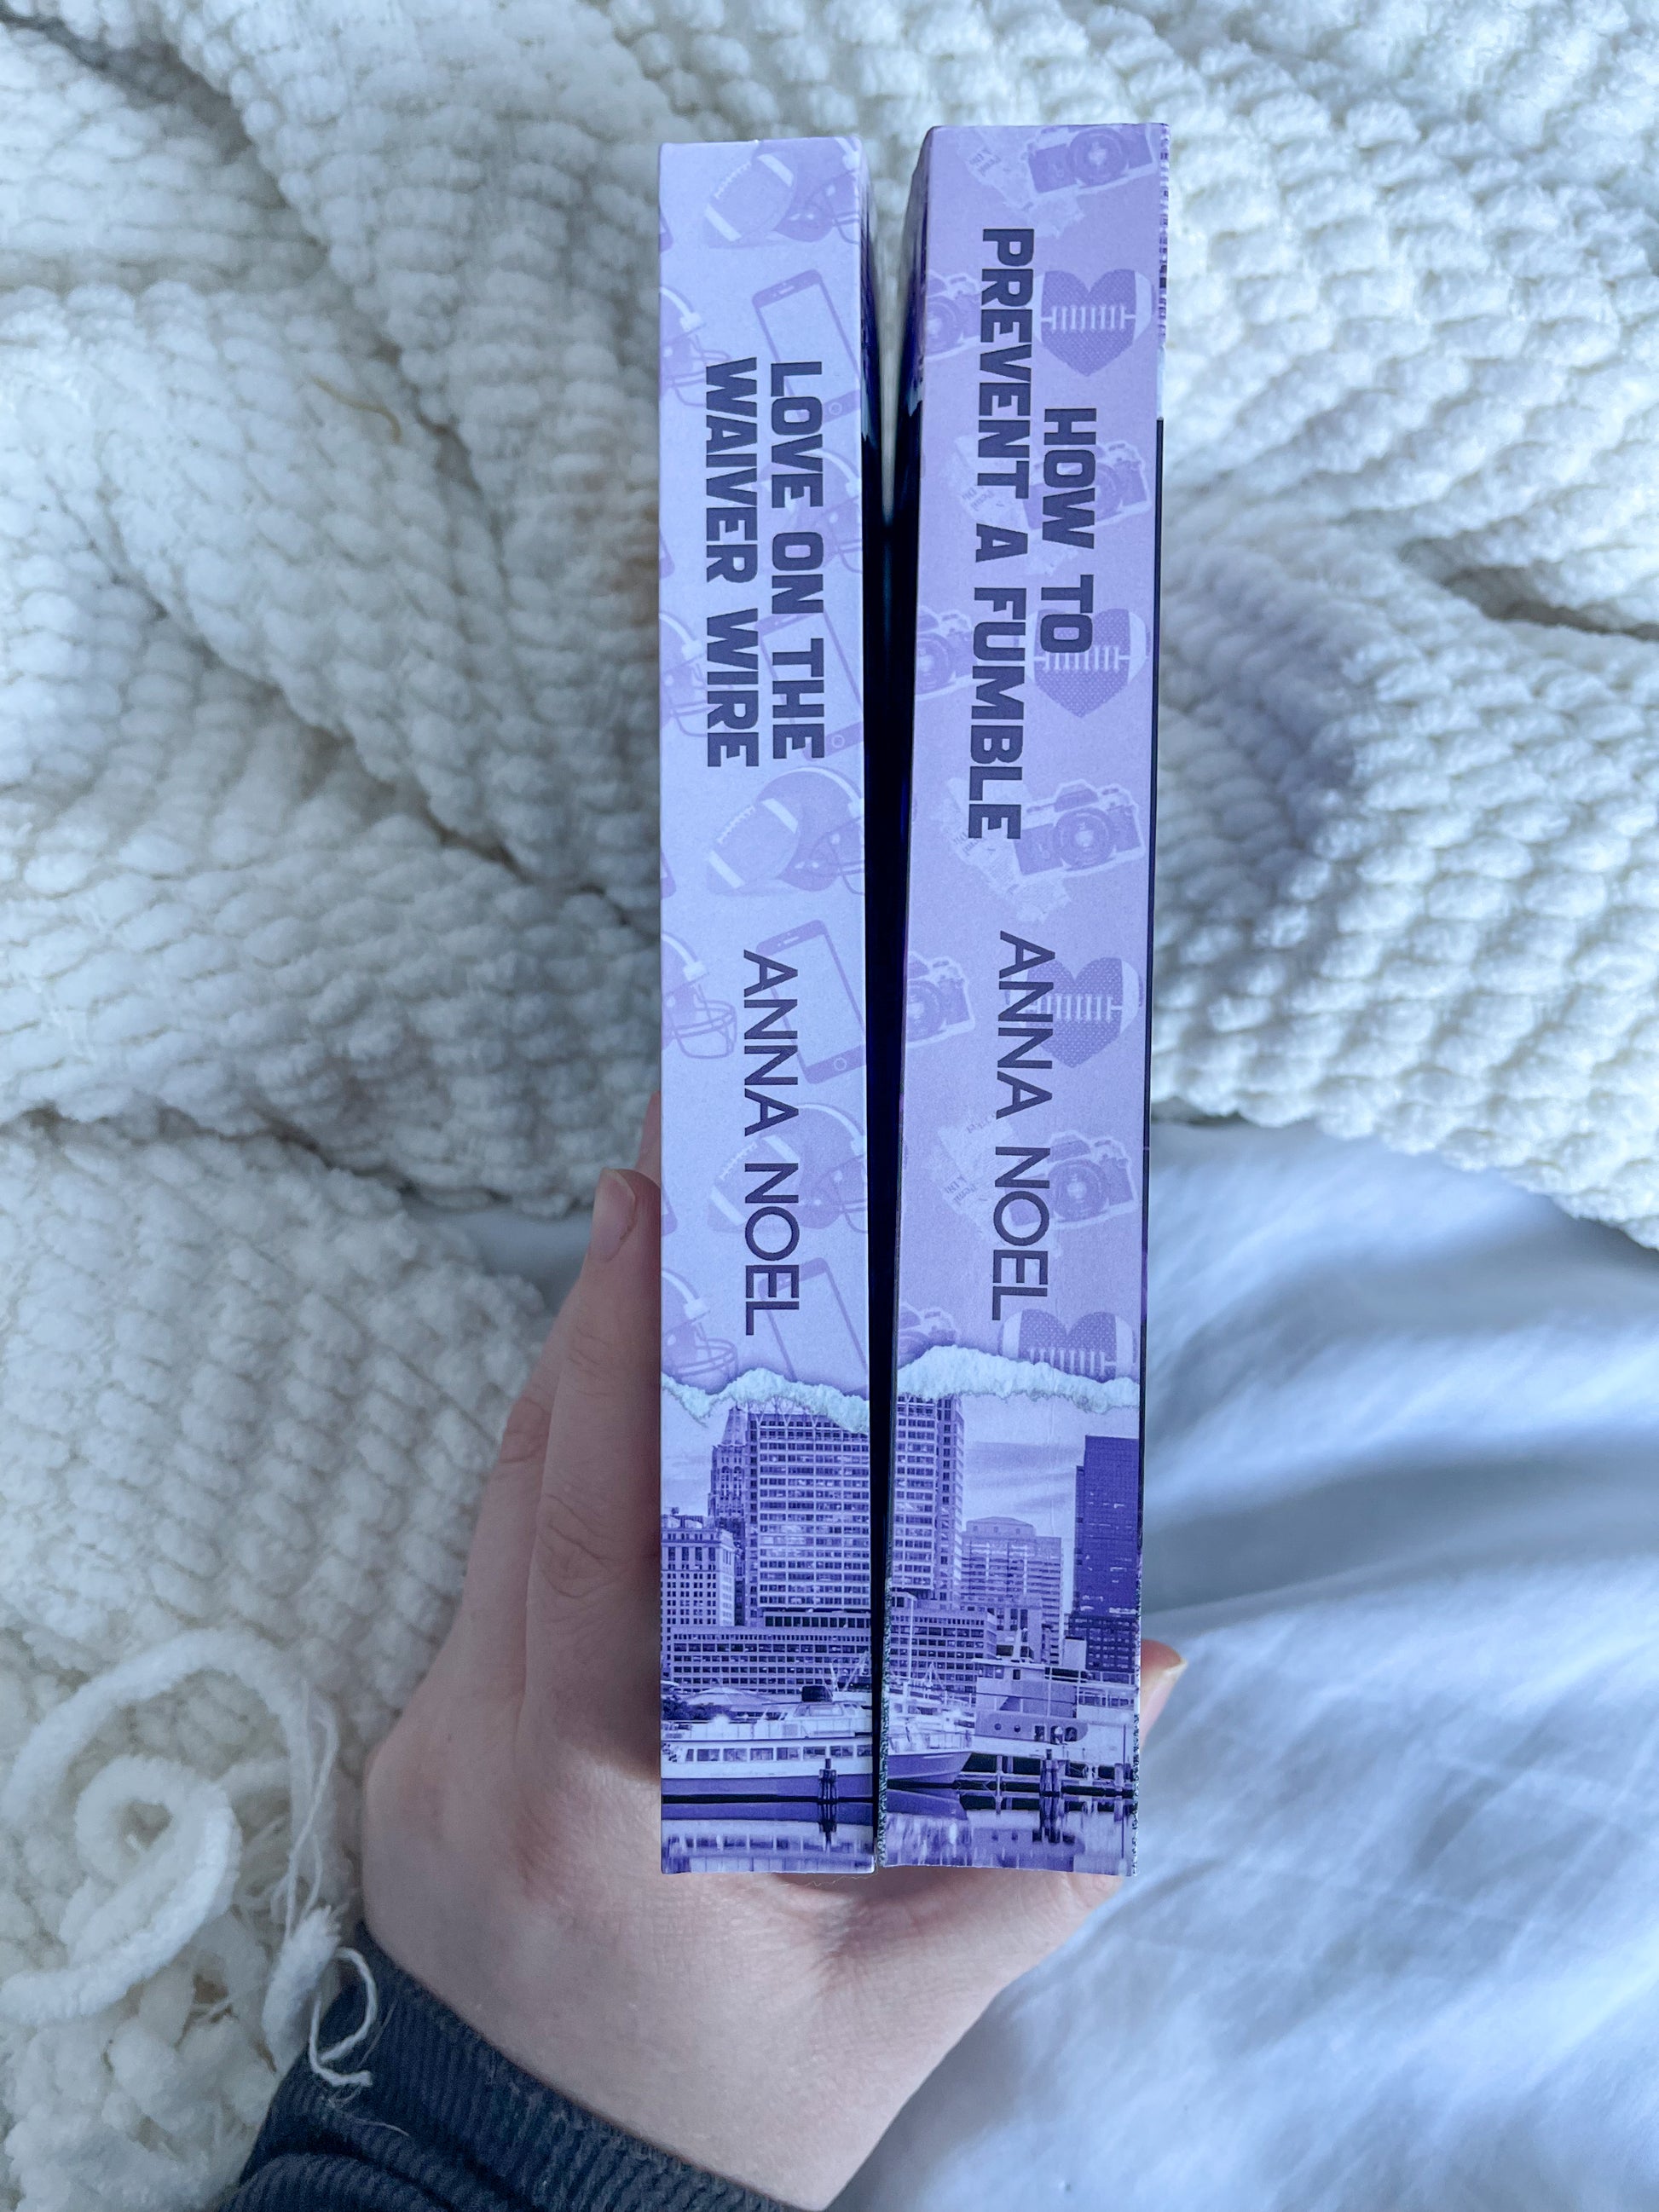 LOVE ON THE
WAIVER WIRE
ANNA NOEL
HOW TO
PREVENT A FUMBLE
ANNA NOEL